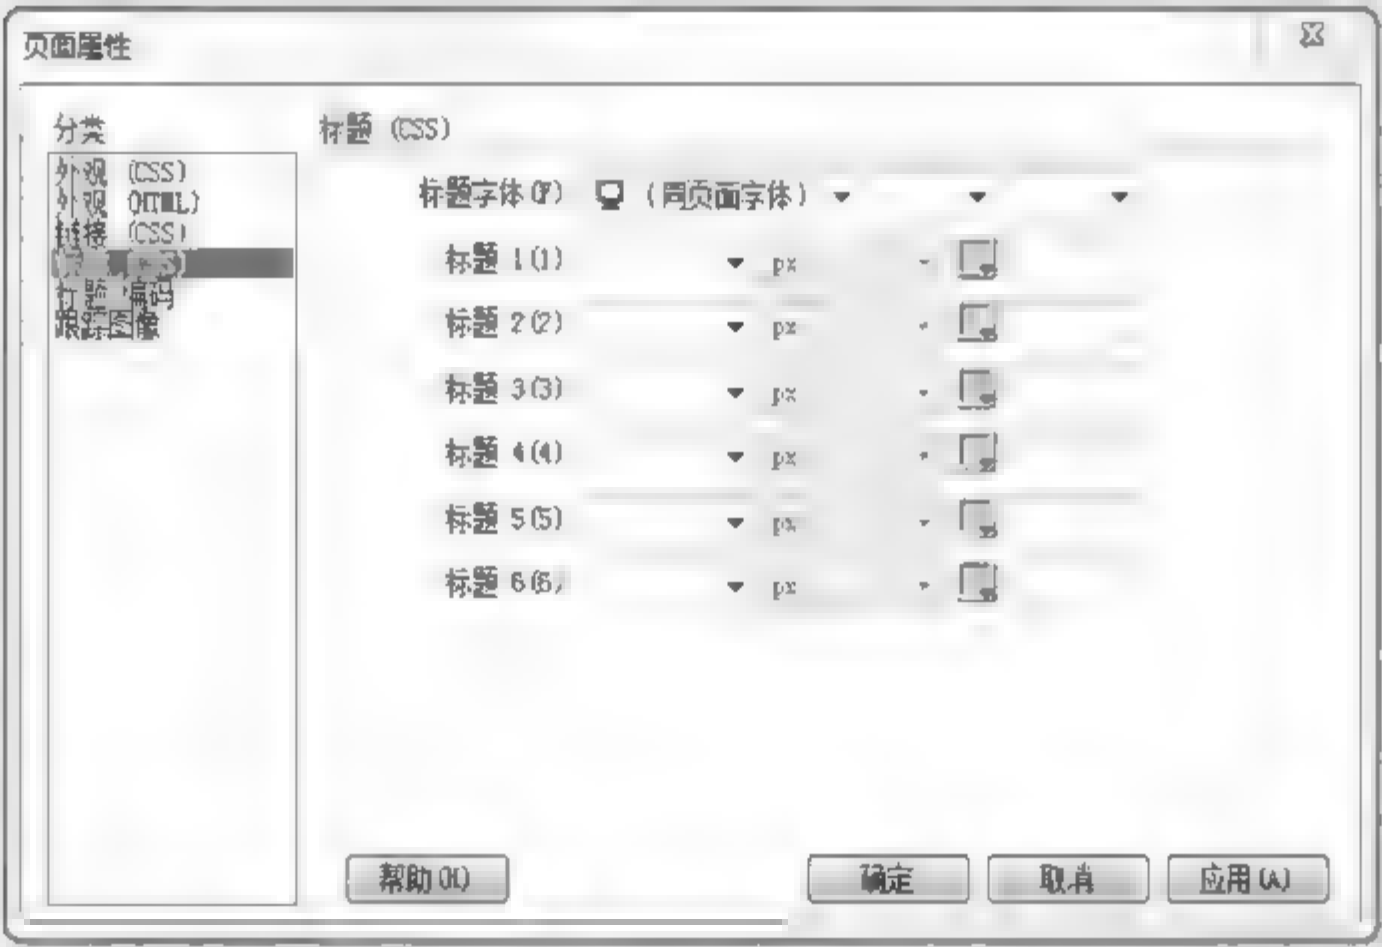 页面属性
分类
外观 (CSS)
外观 (HTML)
链接 (CSS)
标题/编码
跟踪图像
标题 (CSS)
标题字体(F) (同页面字体)
标题 1(1) px
标题 2(2) px
标题 3(3) px
标题 4(4) px
标题 5(5) px
标题 6(6) px
帮助(H) 确定 取消 应用(A)